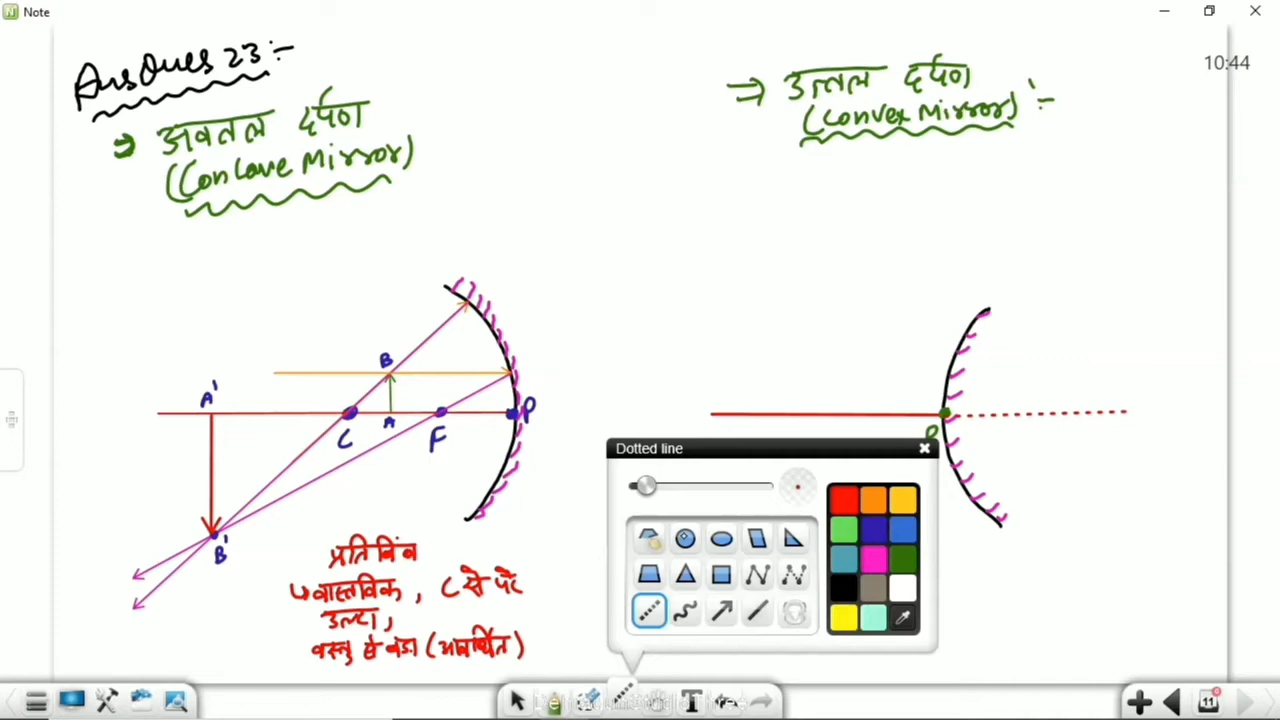 Note
10:44
Ans Ques 23 :-
⇒ अवतल दर्पण
(Concave Mirror)
⇒ उत्तल दर्पण
(Convex Mirror) :-
B
A'
C
A
F
P
B'
P
प्रतिबिंब
↳ वास्तविक, C से परे
उल्टा,
वस्तु से बड़ा (आवर्धित)
Dotted line
T
11